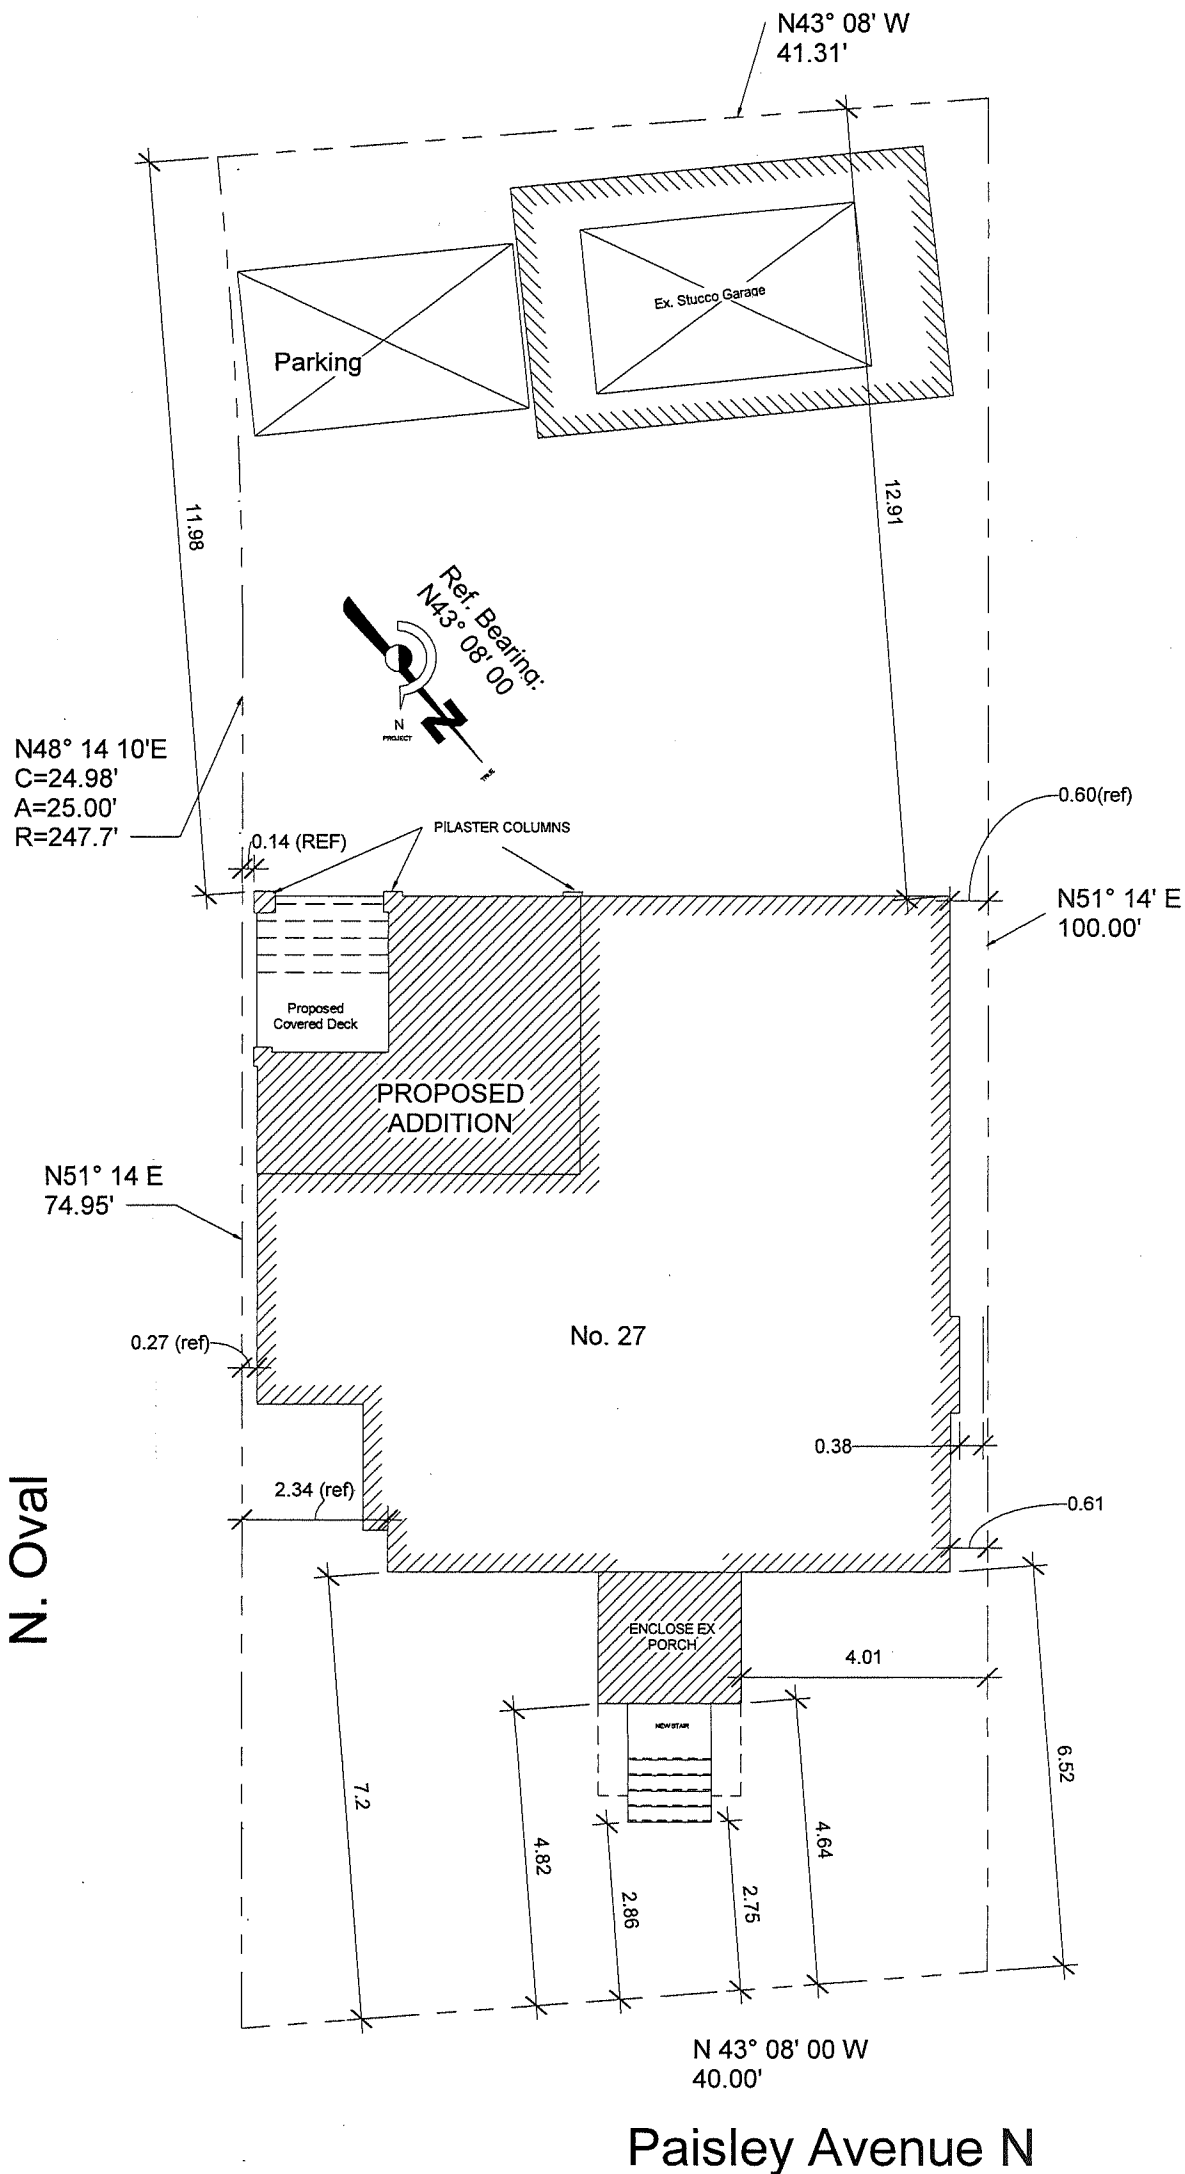 N43° 08' W
41.31'
Ex. Stucco Garage
Parking
11.98
12.91
Ref. Bearing:
N43° 08' 00
N
PROJECT
N
TRUE
N48° 14 10'E
C=24.98'
A=25.00'
R=247.7'
0.14 (REF)
PILASTER COLUMNS
0.60(ref)
N51° 14' E
100.00'
Proposed
Covered Deck
PROPOSED
ADDITION
N51° 14 E
74.95'
0.27 (ref)
No. 27
0.38
2.34 (ref)
0.61
N. Oval
ENCLOSE EX
PORCH
4.01
NEW STAIR
7.2
4.82
2.86
2.75
4.64
6.52
N 43° 08' 00 W
40.00'
Paisley Avenue N